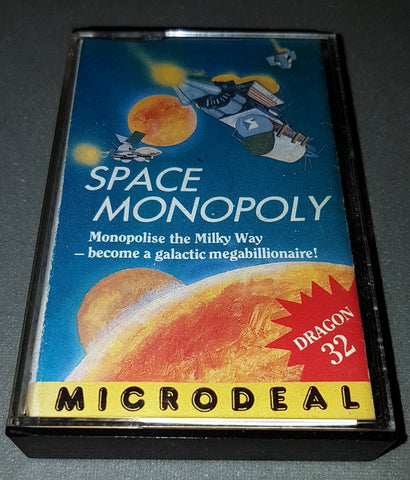 SPACE
MONOPOLY
Monopolise the Milky Way
– become a galactic megabillionaire!
DRAGON
32
MICRODEAL